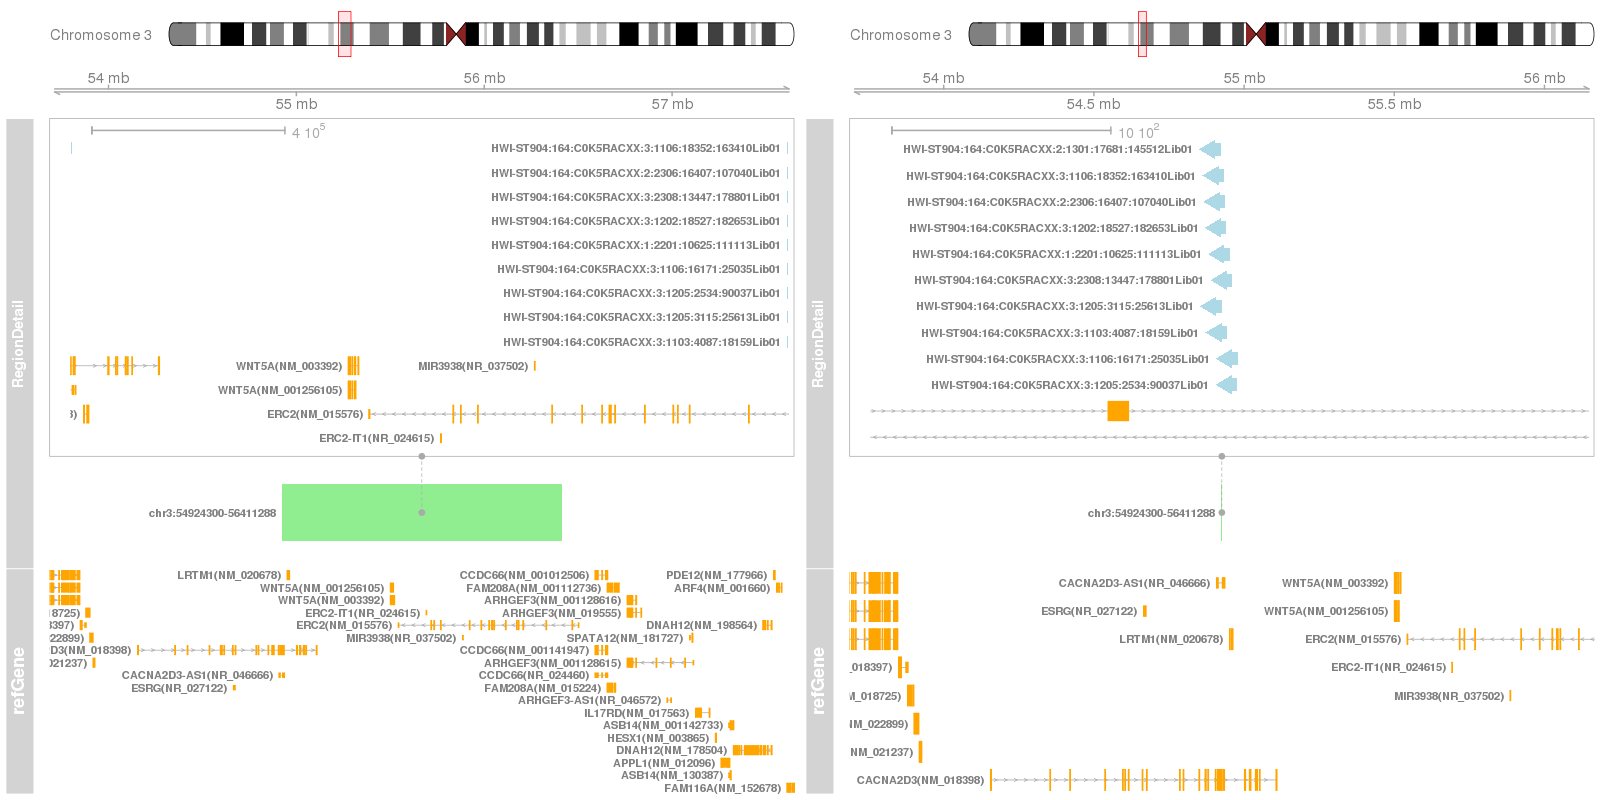 Chromosome 3
54 mb
56 mb
55 mb
57 mb
RegionDetail
4 10^5
HWI-ST904:164:C0K5RACXX:3:1106:18352:163410Lib01
HWI-ST904:164:C0K5RACXX:2:2306:16407:107040Lib01
HWI-ST904:164:C0K5RACXX:3:2308:13447:178801Lib01
HWI-ST904:164:C0K5RACXX:3:1202:18527:182653Lib01
HWI-ST904:164:C0K5RACXX:1:2201:10625:111113Lib01
HWI-ST904:164:C0K5RACXX:3:1106:16171:25035Lib01
HWI-ST904:164:C0K5RACXX:3:1205:2534:90037Lib01
HWI-ST904:164:C0K5RACXX:3:1205:3115:25613Lib01
HWI-ST904:164:C0K5RACXX:3:1103:4087:18159Lib01
WNT5A(NM_003392)
MIR3938(NR_037502)
WNT5A(NM_001256105)
ERC2(NM_015576)
ERC2-IT1(NR_024615)
chr3:54924300-56411288
refGene
LRTM1(NM_020678)
CCDC66(NM_001012506)
PDE12(NM_177966)
WNT5A(NM_001256105)
FAM208A(NM_001112736)
ARF4(NM_001660)
WNT5A(NM_003392)
ARHGEF3(NM_001128616)
8725)
ERC2-IT1(NR_024615)
ARHGEF3(NM_019555)
397)
ERC2(NM_015576)
DNAH12(NM_198564)
22899)
MIR3938(NR_037502)
SPATA12(NM_181727)
D3(NM_018398)
CCDC66(NM_001141947)
021237)
ARHGEF3(NM_001128615)
CACNA2D3-AS1(NR_046666)
CCDC66(NR_024460)
ESRG(NR_027122)
FAM208A(NM_015224)
ARHGEF3-AS1(NR_046572)
IL17RD(NM_017563)
ASB14(NM_001142733)
HESX1(NM_003865)
DNAH12(NM_178504)
APPL1(NM_012096)
ASB14(NM_130387)
FAM116A(NM_152678)
Chromosome 3
54 mb
55 mb
56 mb
54.5 mb
55.5 mb
RegionDetail
10 10^2
HWI-ST904:164:C0K5RACXX:2:1301:17681:145512Lib01
HWI-ST904:164:C0K5RACXX:3:1106:18352:163410Lib01
HWI-ST904:164:C0K5RACXX:2:2306:16407:107040Lib01
HWI-ST904:164:C0K5RACXX:3:1202:18527:182653Lib01
HWI-ST904:164:C0K5RACXX:1:2201:10625:111113Lib01
HWI-ST904:164:C0K5RACXX:3:2308:13447:178801Lib01
HWI-ST904:164:C0K5RACXX:3:1205:3115:25613Lib01
HWI-ST904:164:C0K5RACXX:3:1103:4087:18159Lib01
HWI-ST904:164:C0K5RACXX:3:1106:16171:25035Lib01
HWI-ST904:164:C0K5RACXX:3:1205:2534:90037Lib01
chr3:54924300-56411288
refGene
CACNA2D3-AS1(NR_046666)
WNT5A(NM_003392)
ESRG(NR_027122)
WNT5A(NM_001256105)
LRTM1(NM_020678)
ERC2(NM_015576)
_018397)
ERC2-IT1(NR_024615)
_018725)
MIR3938(NR_037502)
_022899)
NM_021237)
CACNA2D3(NM_018398)